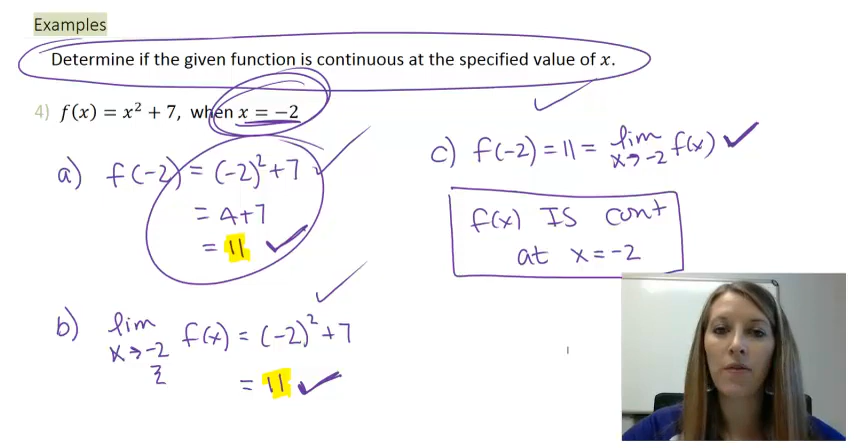 Examples
Determine if the given function is continuous at the specified value of x.
4) f(x) = x² + 7, when x = −2
a) f(-2) = (-2)² + 7
= 4+7
= 11
b) lim x→-2 f(x) = (-2)² + 7
= 11
c) f(-2) = 11 = lim x→-2 f(x)
f(x) IS cont
at x = -2